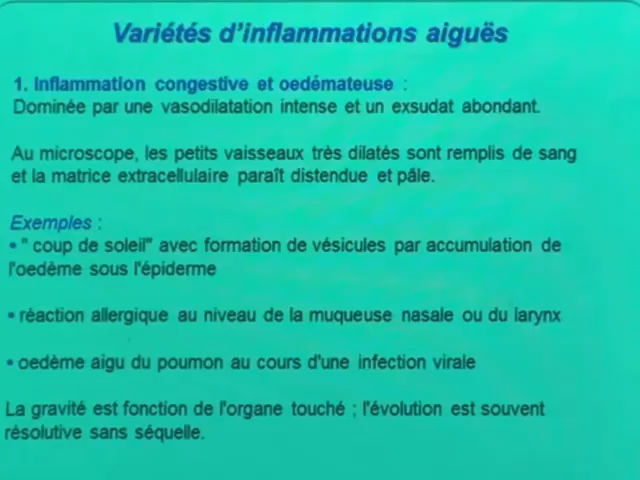 Variétés d'inflammations aiguës
1. Inflammation congestive et oedémateuse :
Dominée par une vasodilatation intense et un exsudat abondant.
Au microscope, les petits vaisseaux très dilatés sont remplis de sang
et la matrice extracellulaire paraît distendue et pâle.
Exemples :
• " coup de soleil" avec formation de vésicules par accumulation de
l'oedème sous l'épiderme
• réaction allergique au niveau de la muqueuse nasale ou du larynx
• oedème aigu du poumon au cours d'une infection virale
La gravité est fonction de l'organe touché ; l'évolution est souvent
résolutive sans séquelle.